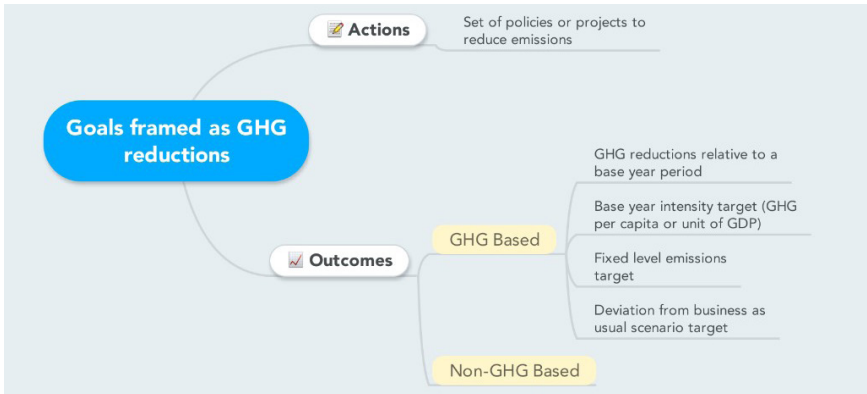 Actions
Set of policies or projects to
reduce emissions
Goals framed as GHG
reductions
GHG reductions relative to a
base year period
Base year intensity target (GHG
per capita or unit of GDP)
GHG Based
Outcomes
Fixed level emissions
target
Deviation from business as
usual scenario target
Non-GHG Based